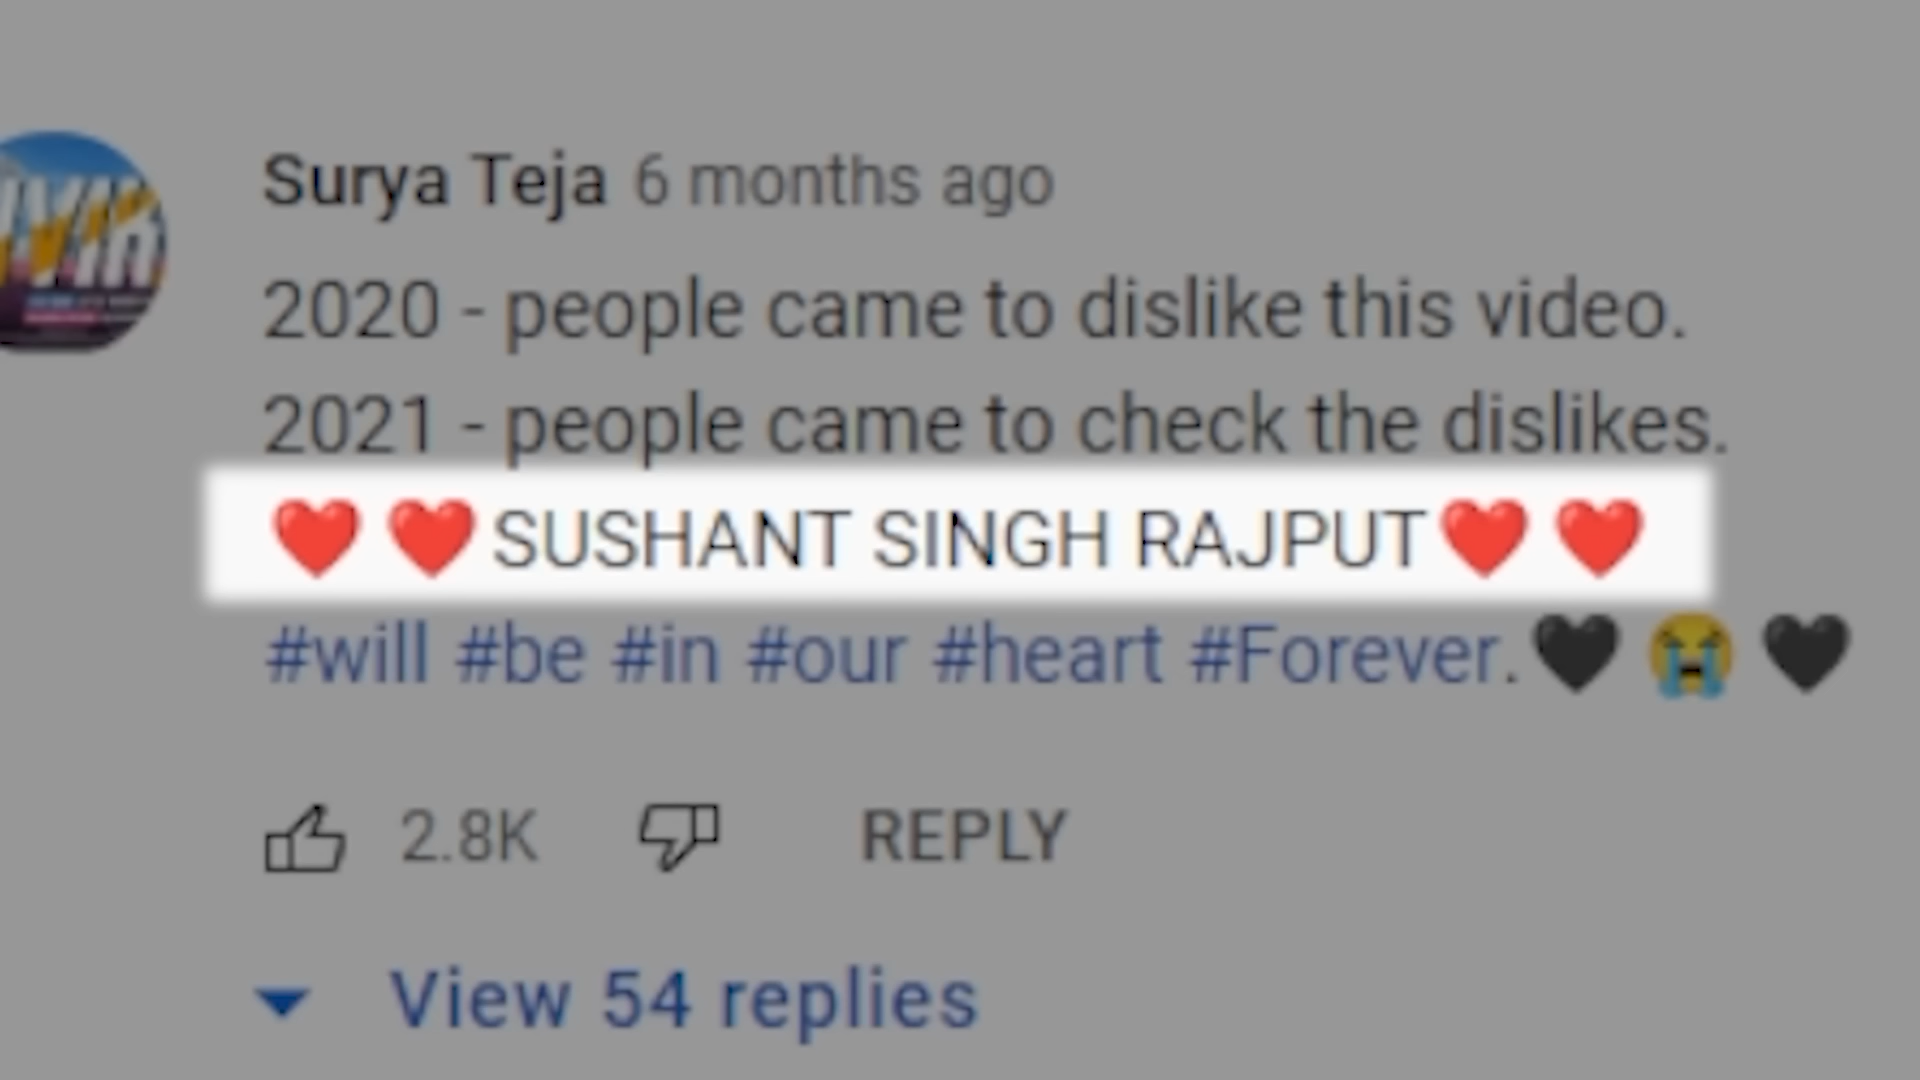 Surya Teja 6 months ago
2020 - people came to dislike this video.
2021 - people came to check the dislikes.
❤️ ❤️SUSHANT SINGH RAJPUT❤️ ❤️
#will #be #in #our #heart #Forever.🖤 😭 🖤
2.8K REPLY
View 54 replies